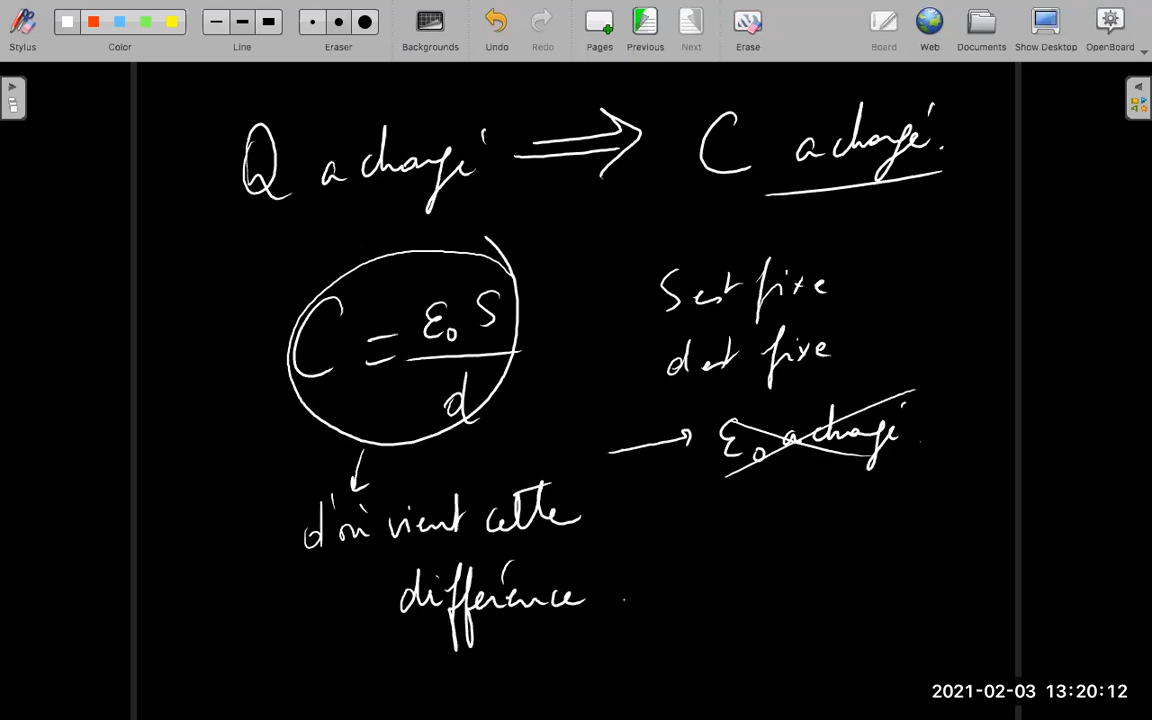 Stylus
Color
Line
Eraser
Backgrounds
Undo
Redo
Pages
Previous
Next
Erase
Board
Web
Documents
Show Desktop
OpenBoard
Q a changé ⟹ C a changé.
C = ε₀ S / d
S est fixe
d est fixe
→ ε₀ a changé
d'où vient cette
différence
2021-02-03 13:20:12